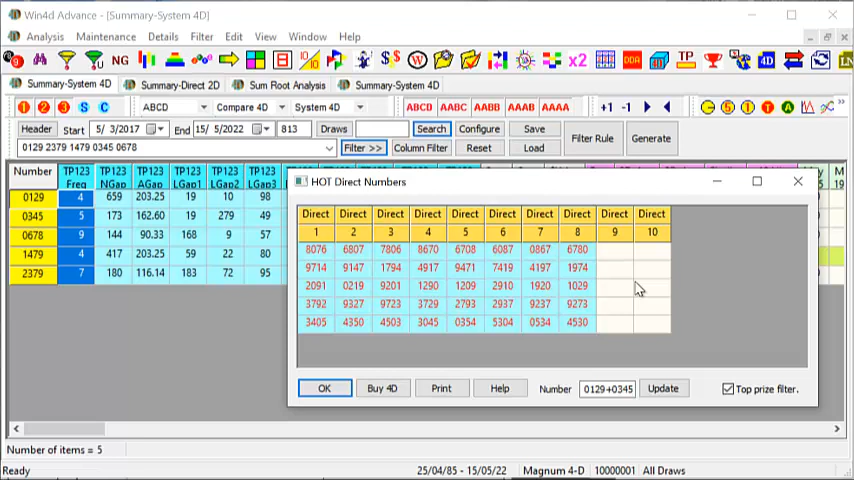 Win4d Advance - [Summary-System 4D]
Analysis Maintenance Details Filter Edit View Window Help
NG 10/10 $$ W x2 DDA 4D TP 4D LN
Summary-System 4D Summary-Direct 2D Sum Root Analysis Summary-System 4D
1 2 3 S C ABCD Compare 4D System 4D ABCD AABC AABB AAAB AAAA +1 -1 5 1 T A
Header Start 5/ 3/2017 End 15/ 5/2022 813 Draws Search Configure Save Filter Rule Generate
0129 2379 1479 0345 0678 Filter >> Column Filter Reset Load
Number TP123 Freq TP123 NGap TP123 AGap TP123 LGap1 TP123 LGap2 TP123 LGap3
0129 4 659 203.25 19 10 98
0345 5 173 162.60 19 279 49
0678 9 144 90.33 168 9 57
1479 4 417 203.25 59 22 80
2379 7 180 116.14 183 72 95
HOT Direct Numbers
Direct Direct Direct Direct Direct Direct Direct Direct Direct Direct
1 2 3 4 5 6 7 8 9 10
8076 6807 7806 8670 6708 6087 0867 6780
9714 9147 1794 4917 9471 7419 4197 1974
2091 0219 9201 1290 1209 2910 1920 1029
3792 9327 9723 3729 2793 2937 9237 9273
3405 4350 4503 3045 0354 5304 0534 4530
OK Buy 4D Print Help Number 0129+0345 Update Top prize filter.
Number of items = 5
Ready 25/04/85 - 15/05/22 Magnum 4-D 10000001 All Draws